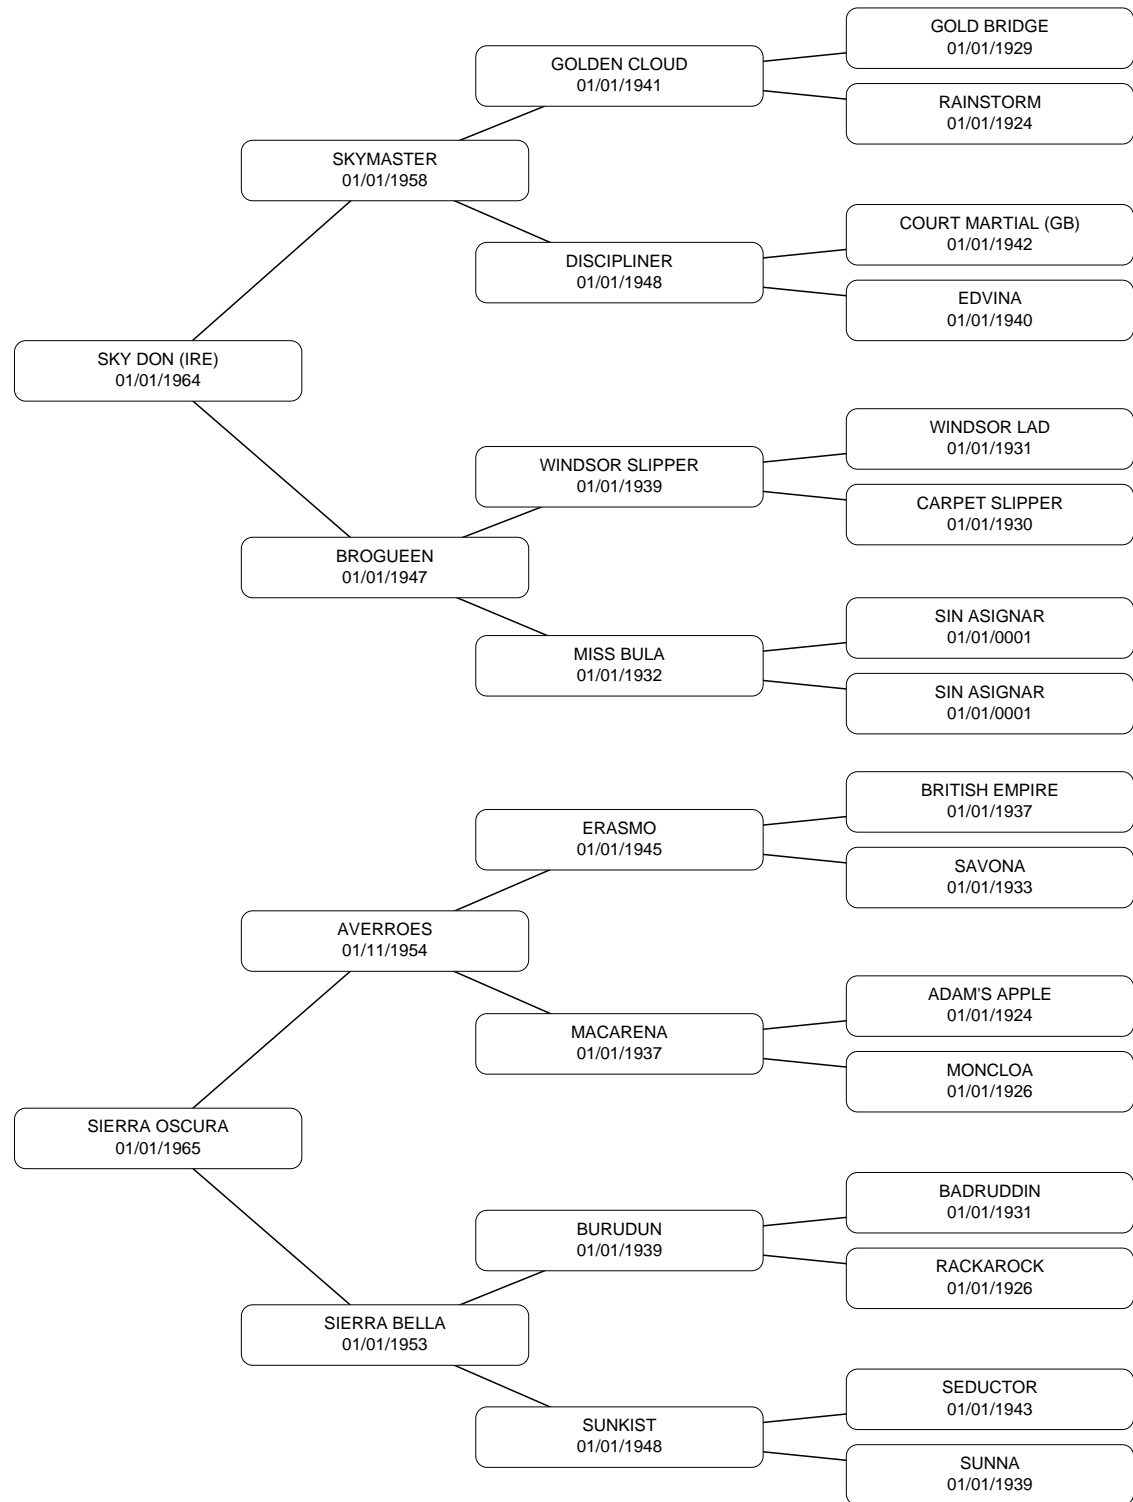 GOLD BRIDGE
01/01/1929
GOLDEN CLOUD
01/01/1941
RAINSTORM
01/01/1924
SKYMASTER
01/01/1958
COURT MARTIAL (GB)
01/01/1942
DISCIPLINER
01/01/1948
EDVINA
01/01/1940
SKY DON (IRE)
01/01/1964
WINDSOR LAD
01/01/1931
WINDSOR SLIPPER
01/01/1939
CARPET SLIPPER
01/01/1930
BROGUEEN
01/01/1947
SIN ASIGNAR
01/01/0001
MISS BULA
01/01/1932
SIN ASIGNAR
01/01/0001
BRITISH EMPIRE
01/01/1937
ERASMO
01/01/1945
SAVONA
01/01/1933
AVERROES
01/11/1954
ADAM'S APPLE
01/01/1924
MACARENA
01/01/1937
MONCLOA
01/01/1926
SIERRA OSCURA
01/01/1965
BADRUDDIN
01/01/1931
BURUDUN
01/01/1939
RACKAROCK
01/01/1926
SIERRA BELLA
01/01/1953
SEDUCTOR
01/01/1943
SUNKIST
01/01/1948
SUNNA
01/01/1939